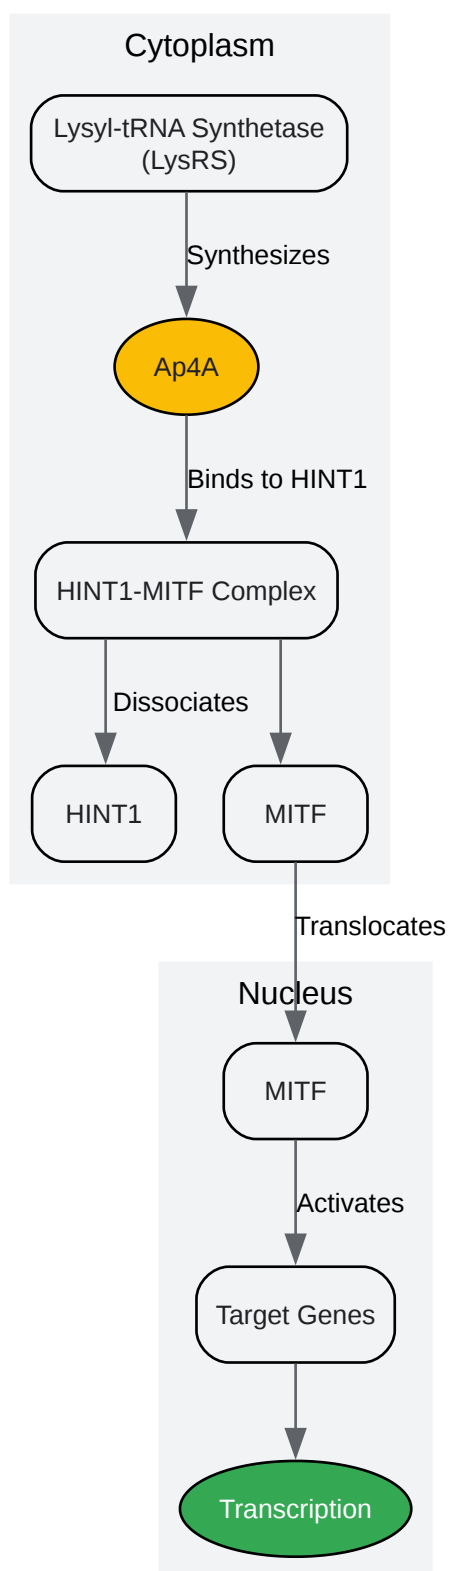 Cytoplasm
Lysyl-tRNA Synthetase
(LysRS)
Synthesizes
Ap4A
Binds to HINT1
HINT1-MITF Complex
Dissociates
HINT1
MITF
Translocates
Nucleus
MITF
Activates
Target Genes
Transcription